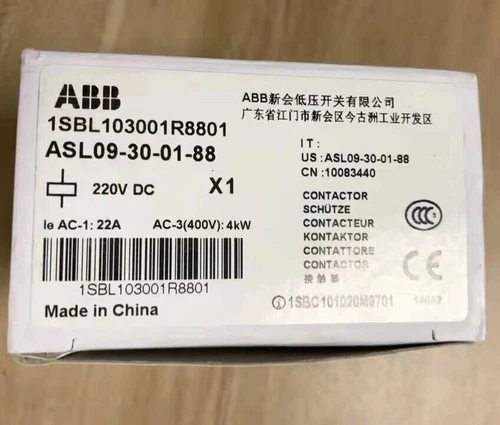 ABB
1SBL103001R8801
ASL09-30-01-88
220V DC X1
Ie AC-1: 22A AC-3(400V): 4kW
1SBL103001R8801
Made in China
ABB新会低压开关有限公司
广东省江门市新会区今古洲工业开发区
IT:
US: ASL09-30-01-88
CN: 10083440
CONTACTOR
SCHÜTZE
CONTACTEUR
KONTAKTOR
CONTATTORE
CONTACTOR
接触器
CCC S
CE
1SBC101020M9701